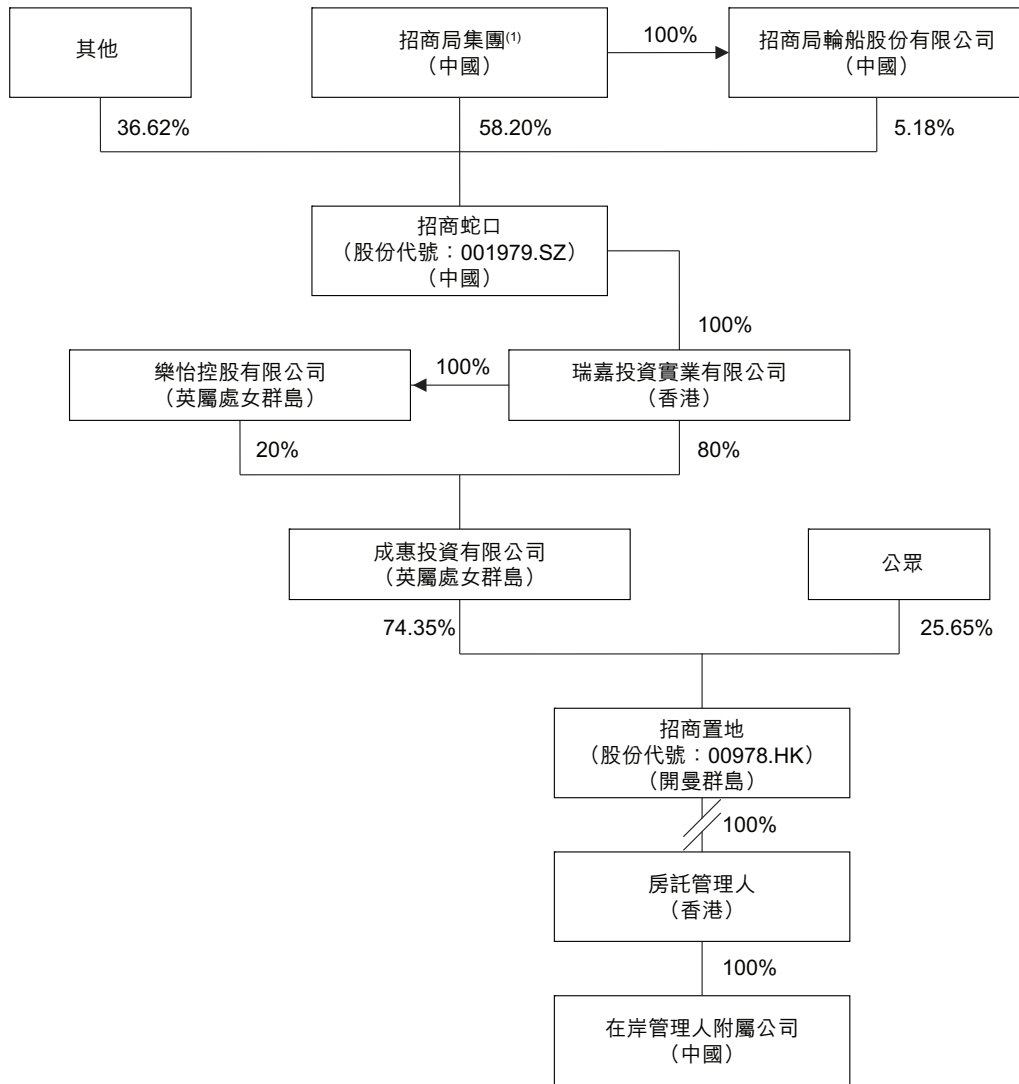 其他
招商局集團(1)
（中國）
100%
招商局輪船股份有限公司
（中國）
36.62%
58.20%
5.18%
招商蛇口
（股份代號：001979.SZ）
（中國）
100%
樂怡控股有限公司
（英屬處女群島）
100%
瑞嘉投資實業有限公司
（香港）
20%
80%
成惠投資有限公司
（英屬處女群島）
公眾
74.35%
25.65%
招商置地
（股份代號：00978.HK）
（開曼群島）
100%
房託管理人
（香港）
100%
在岸管理人附屬公司
（中國）